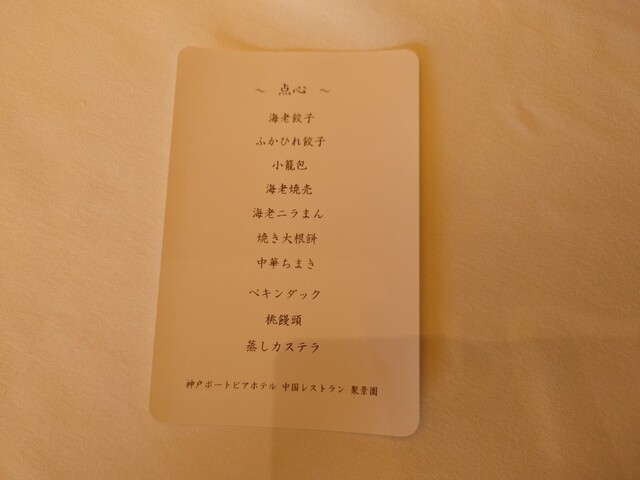 ～ 点心 ～
海老餃子
ふかひれ餃子
小籠包
海老焼売
海老ニラまん
焼き大根餅
中華ちまき
ペキンダック
桃饅頭
蒸しカステラ
神戸ポートピアホテル 中国レストラン 聚景園